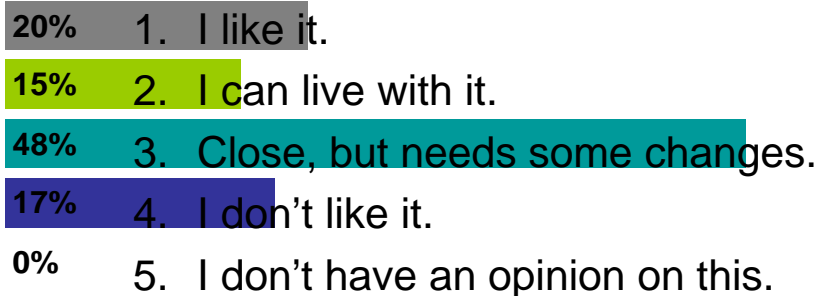 20% 1. I like it.
15% 2. I can live with it.
48% 3. Close, but needs some changes.
17% 4. I don’t like it.
0% 5. I don’t have an opinion on this.